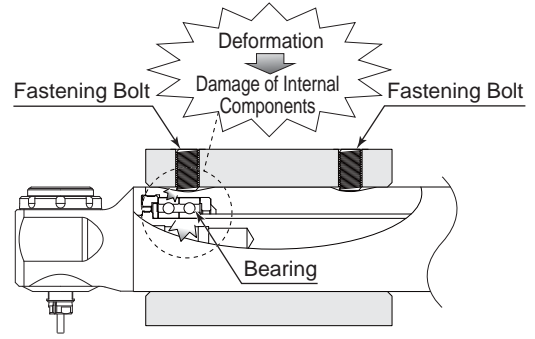 Deformation
Damage of Internal
Components
Fastening Bolt
Fastening Bolt
Bearing